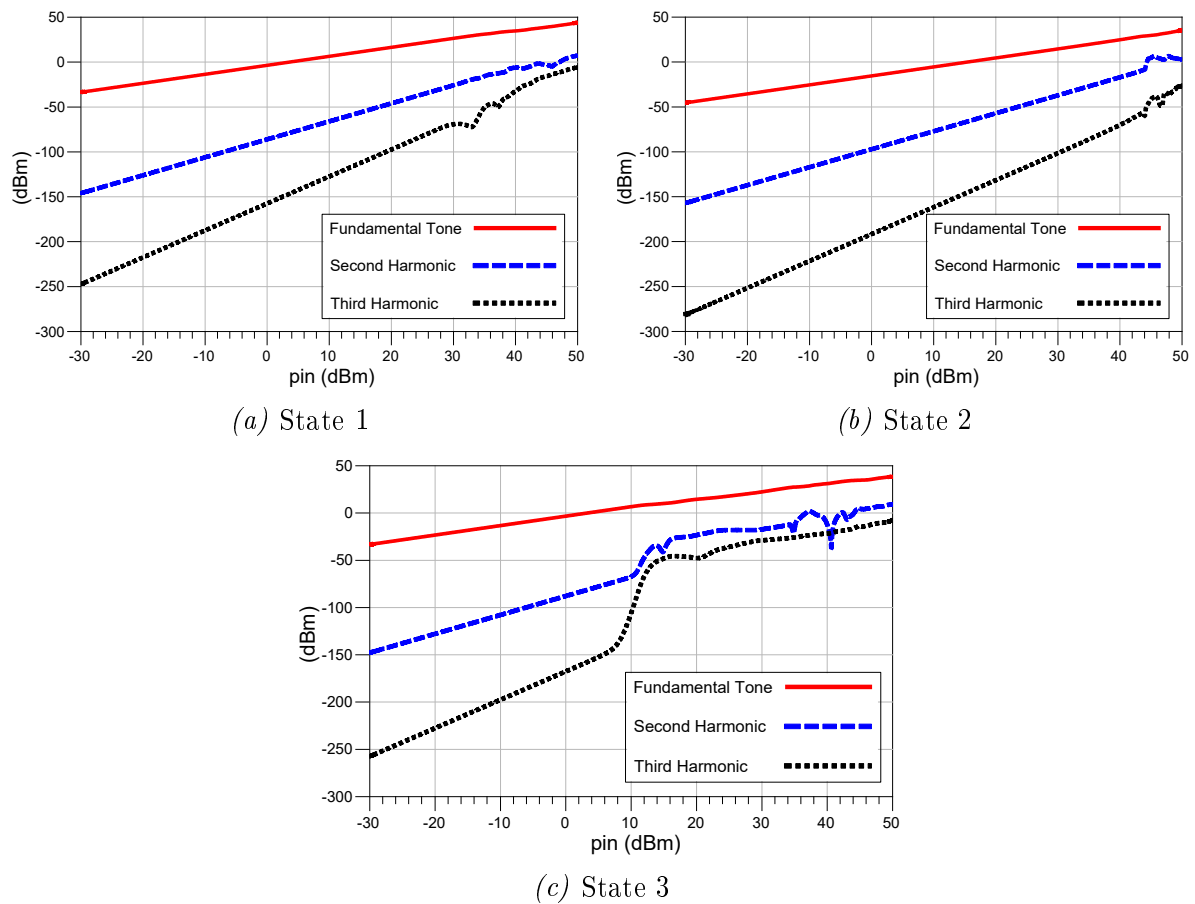 50
0
-50
-100
-150
-200
-250
-300
(dBm)
Fundamental Tone
Second Harmonic
Third Harmonic
-30 -20 -10 0 10 20 30 40 50
pin (dBm)
(a) State 1
50
0
-50
-100
-150
-200
-250
-300
(dBm)
Fundamental Tone
Second Harmonic
Third Harmonic
-30 -20 -10 0 10 20 30 40 50
pin (dBm)
(b) State 2
50
0
-50
-100
-150
-200
-250
-300
(dBm)
Fundamental Tone
Second Harmonic
Third Harmonic
-30 -20 -10 0 10 20 30 40 50
pin (dBm)
(c) State 3